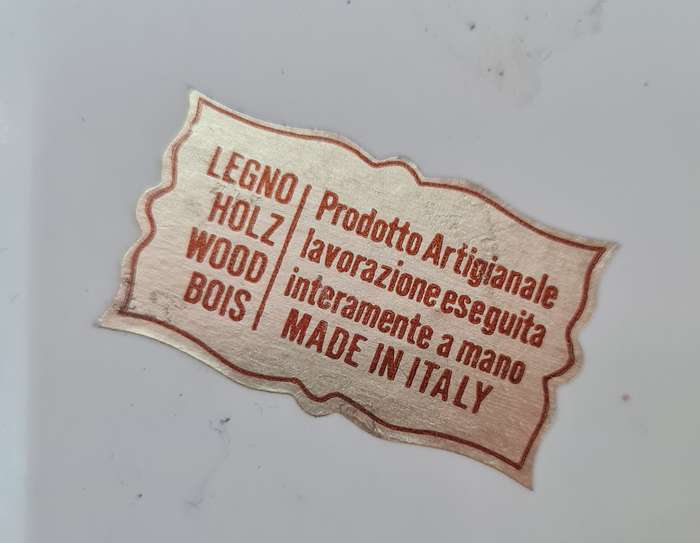 LEGNO
HOLZ
WOOD
BOIS
Prodotto Artigianale
lavorazione eseguita
interamente a mano
MADE IN ITALY